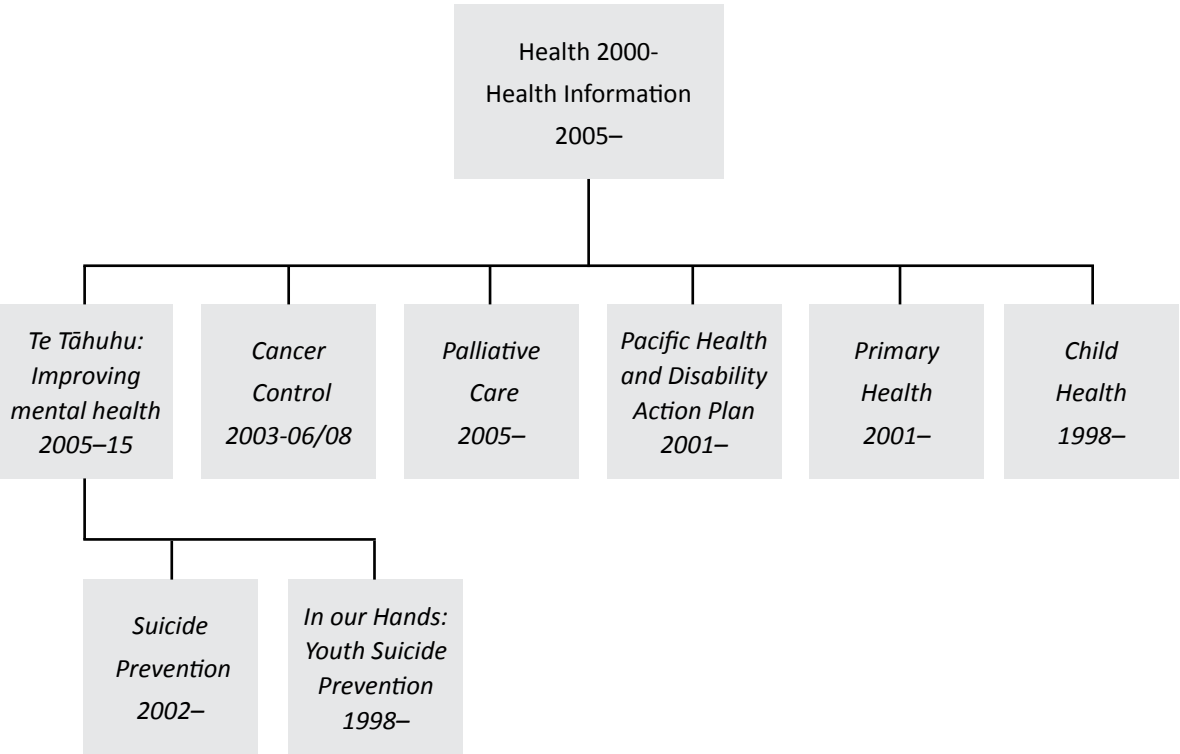 Health 2000-
Health Information
2005–
Te Tāhuhu:
Improving
mental health
2005–15
Cancer
Control
2003-06/08
Palliative
Care
2005–
Pacific Health
and Disability
Action Plan
2001–
Primary
Health
2001–
Child
Health
1998–
Suicide
Prevention
2002–
In our Hands:
Youth Suicide
Prevention
1998–